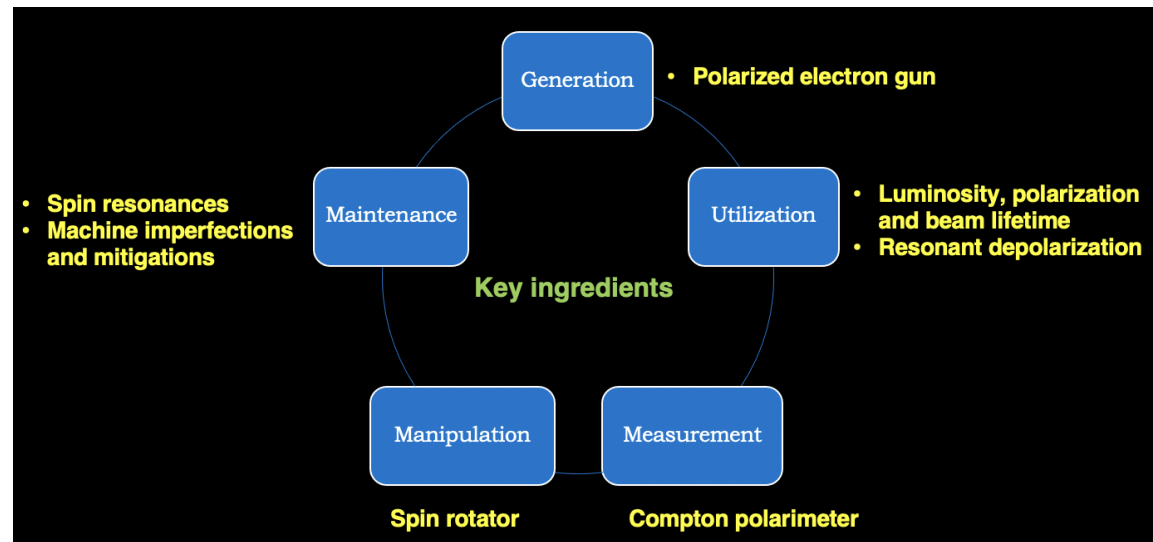 Generation
• Polarized electron gun
• Spin resonances
• Machine imperfections
and mitigations
Maintenance
Utilization
• Luminosity, polarization
and beam lifetime
• Resonant depolarization
Key ingredients
Manipulation
Measurement
Spin rotator
Compton polarimeter